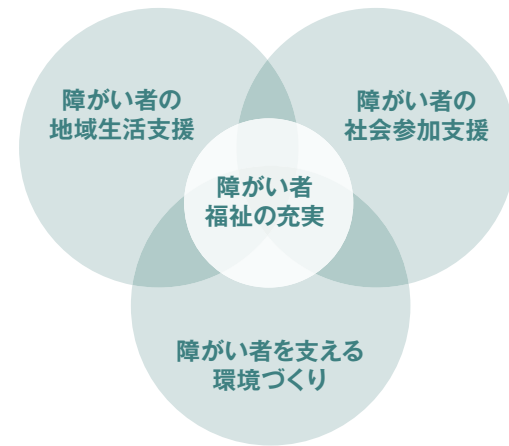 障がい者の
地域生活支援
障がい者の
社会参加支援
障がい者
福祉の充実
障がい者を支える
環境づくり